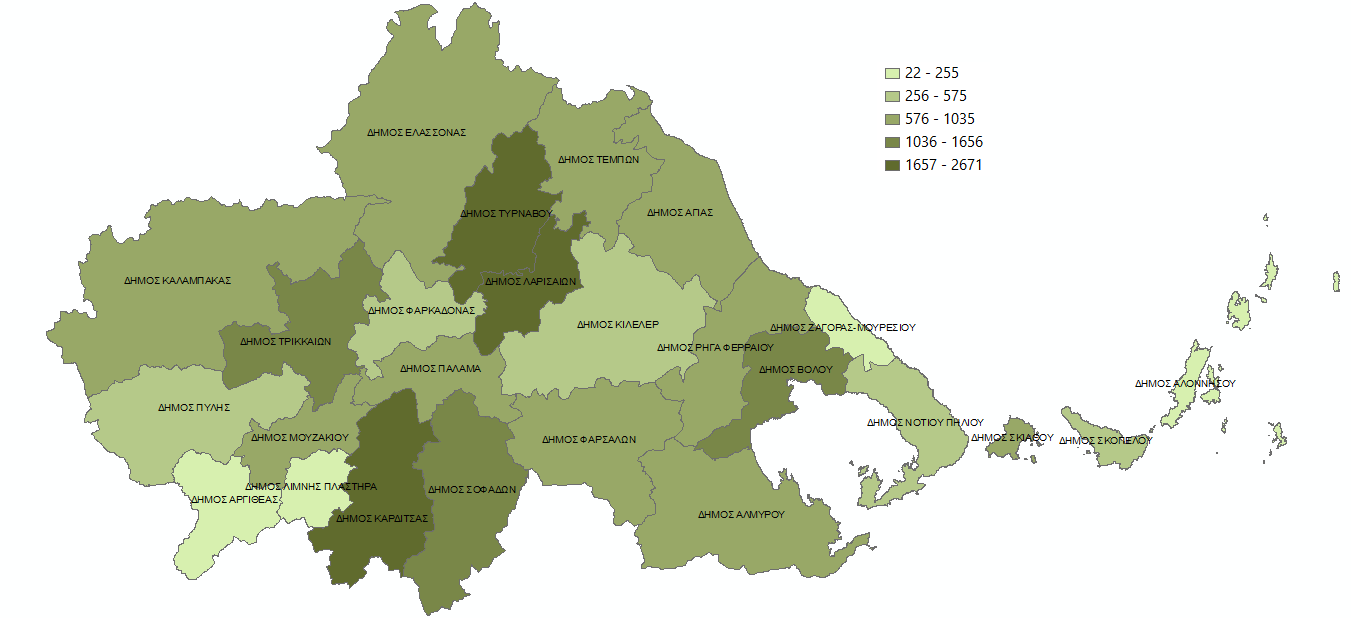 22 - 255
256 - 575
576 - 1035
1036 - 1656
1657 - 2671
ΔΗΜΟΣ ΕΛΑΣΣΟΝΑΣ
ΔΗΜΟΣ ΤΕΜΠΩΝ
ΔΗΜΟΣ ΤΥΡΝΑΒΟΥ
ΔΗΜΟΣ ΑΓΙΑΣ
ΔΗΜΟΣ ΚΑΛΑΜΠΑΚΑΣ
ΔΗΜΟΣ ΛΑΡΙΣΑΙΩΝ
ΔΗΜΟΣ ΦΑΡΚΑΔΟΝΑΣ
ΔΗΜΟΣ ΚΙΛΕΛΕΡ
ΔΗΜΟΣ ΖΑΓΟΡΑΣ-ΜΟΥΡΕΣΙΟΥ
ΔΗΜΟΣ ΤΡΙΚΚΑΙΩΝ
ΔΗΜΟΣ ΡΗΓΑ ΦΕΡΡΑΙΟΥ
ΔΗΜΟΣ ΠΑΛΑΜΑ
ΔΗΜΟΣ ΒΟΛΟΥ
ΔΗΜΟΣ ΑΛΟΝΝΗΣΟΥ
ΔΗΜΟΣ ΠΥΛΗΣ
ΔΗΜΟΣ ΝΟΤΙΟΥ ΠΗΛΙΟΥ
ΔΗΜΟΣ ΜΟΥΖΑΚΙΟΥ
ΔΗΜΟΣ ΦΑΡΣΑΛΩΝ
ΔΗΜΟΣ ΣΚΙΑΘΟΥ
ΔΗΜΟΣ ΣΚΟΠΕΛΟΥ
ΔΗΜΟΣ ΛΙΜΝΗΣ ΠΛΑΣΤΗΡΑ
ΔΗΜΟΣ ΣΟΦΑΔΩΝ
ΔΗΜΟΣ ΑΡΓΙΘΕΑΣ
ΔΗΜΟΣ ΚΑΡΔΙΤΣΑΣ
ΔΗΜΟΣ ΑΛΜΥΡΟΥ